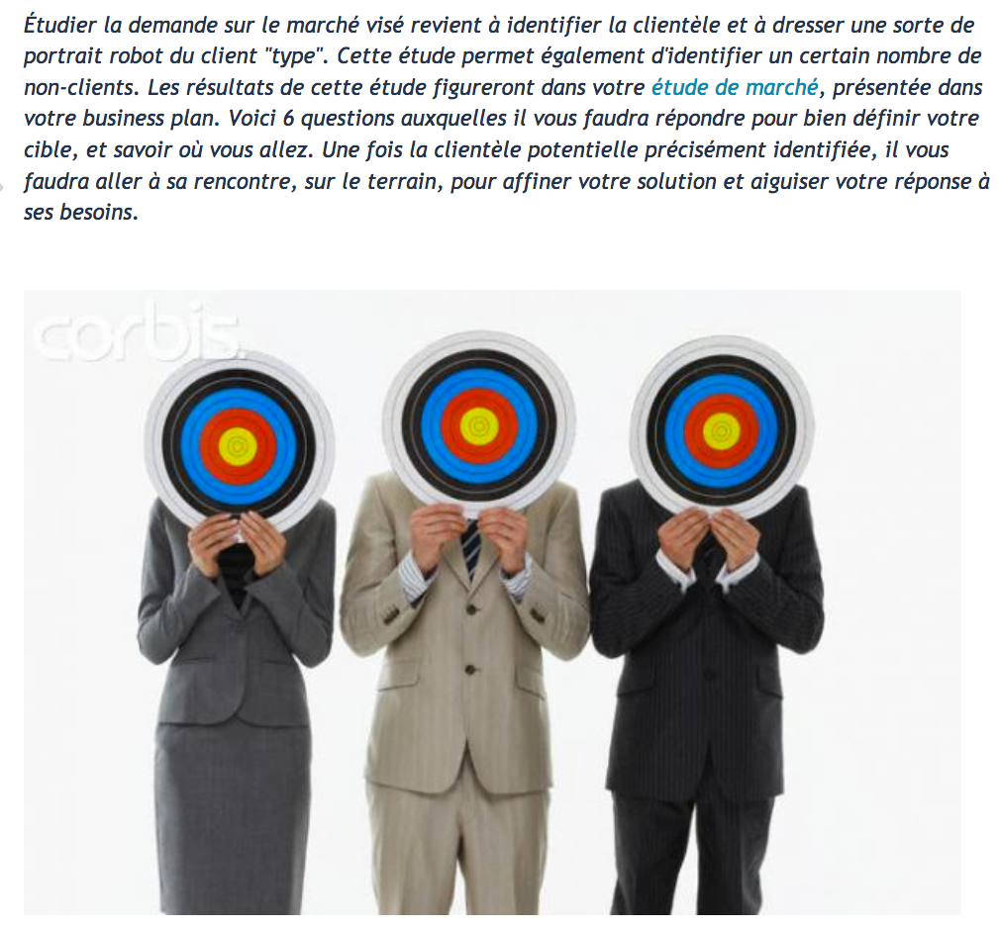 Étudier la demande sur le marché visé revient à identifier la clientèle et à dresser une sorte de
portrait robot du client "type". Cette étude permet également d'identifier un certain nombre de
non-clients. Les résultats de cette étude figureront dans votre étude de marché, présentée dans
votre business plan. Voici 6 questions auxquelles il vous faudra répondre pour bien définir votre
cible, et savoir où vous allez. Une fois la clientèle potentielle précisément identifiée, il vous
faudra aller à sa rencontre, sur le terrain, pour affiner votre solution et aiguiser votre réponse à
ses besoins.
corbis.